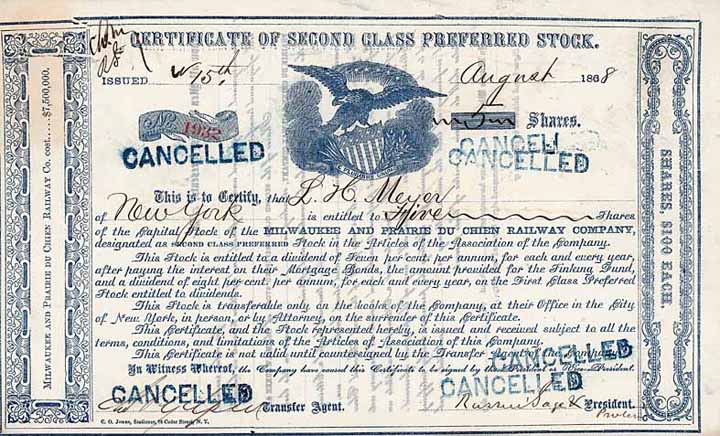 CERTIFICATE OF SECOND CLASS PREFERRED STOCK.
ISSUED 15th August 1868
No. 1932
Shares.
CANCELLED
CANCELLED
CANCELLED
This is to Certify, that L. H. Meyer
of New York is entitled to Five Shares
of the Capital Stock of the MILWAUKEE AND PRAIRIE DU CHIEN RAILWAY COMPANY,
designated as SECOND CLASS PREFERRED Stock in the Articles of the Association of the Company.
This Stock is entitled to a dividend of Seven per cent. per annum, for each and every year,
after paying the interest on their Mortgage Bonds, the amount provided for the Sinking Fund,
and a dividend of eight per cent. per annum, for each and every year, on the First Class Preferred
Stock entitled to dividends.
This Stock is transferable only on the books of the Company, at their Office in the City
of New York, in person, or by Attorney, on the surrender of this Certificate.
This Certificate, and the Stock represented hereby, is issued and received subject to all the
terms, conditions, and limitations of the Articles of Association of this Company.
This Certificate is not valid until countersigned by the Transfer Agent of the Company.
In Witness Whereof, the Company have caused this Certificate to be signed by the President or Vice-President.
CANCELLED
CANCELLED
CANCELLED
Transfer Agent.
Russell Sage President.
C. O. Jones, Stationer, 76 Cedar Street, N. Y.
MILWAUKEE AND PRAIRIE DU CHIEN RAILWAY Co. cost.....$7,500,000.
SHARES, $100 EACH.